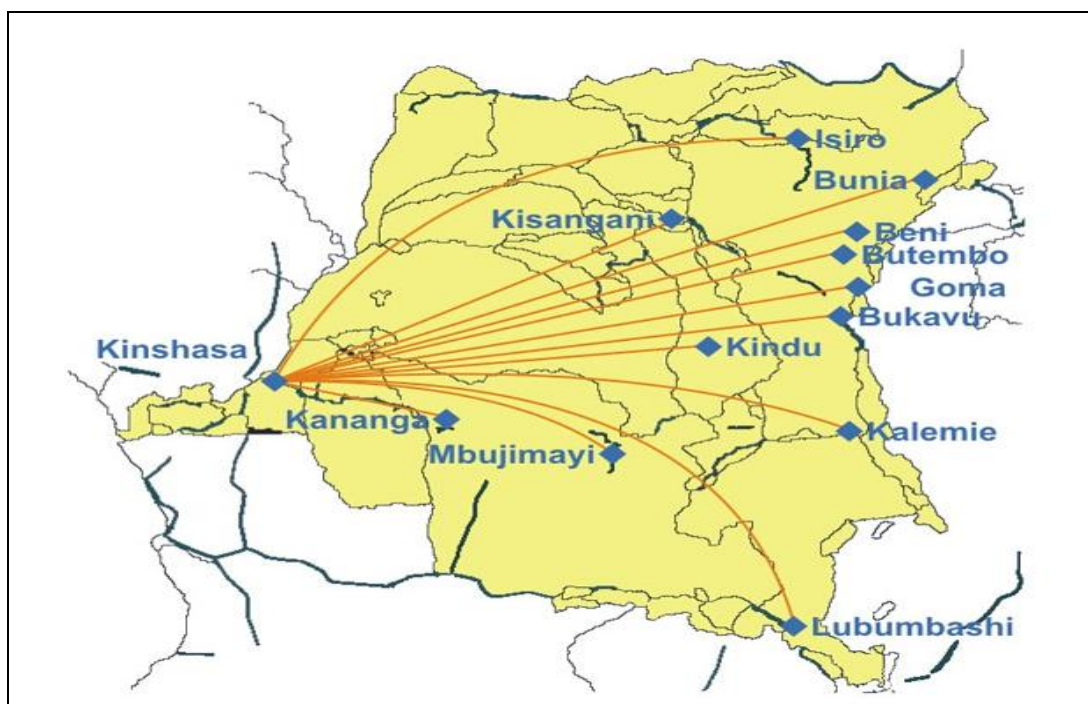 Isiro
Bunia
Kisangani
Beni
Butembo
Goma
Bukavu
Kinshasa
Kindu
Kananga
Kalemie
Mbujimayi
Lubumbashi